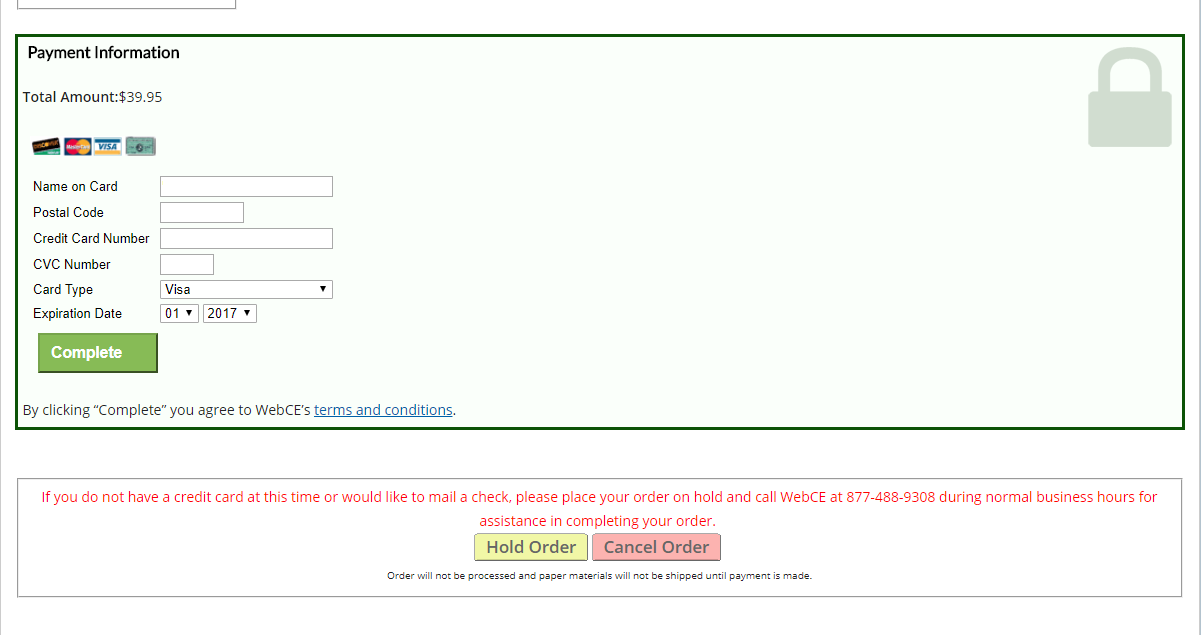 Payment Information
Total Amount:$39.95
VISA
Name on Card
Postal Code
Credit Card Number
CVC Number
Card Type Visa
Expiration Date 01 2017
Complete
By clicking “Complete” you agree to WebCE’s terms and conditions.
If you do not have a credit card at this time or would like to mail a check, please place your order on hold and call WebCE at 877-488-9308 during normal business hours for
assistance in completing your order.
Hold Order Cancel Order
Order will not be processed and paper materials will not be shipped until payment is made.